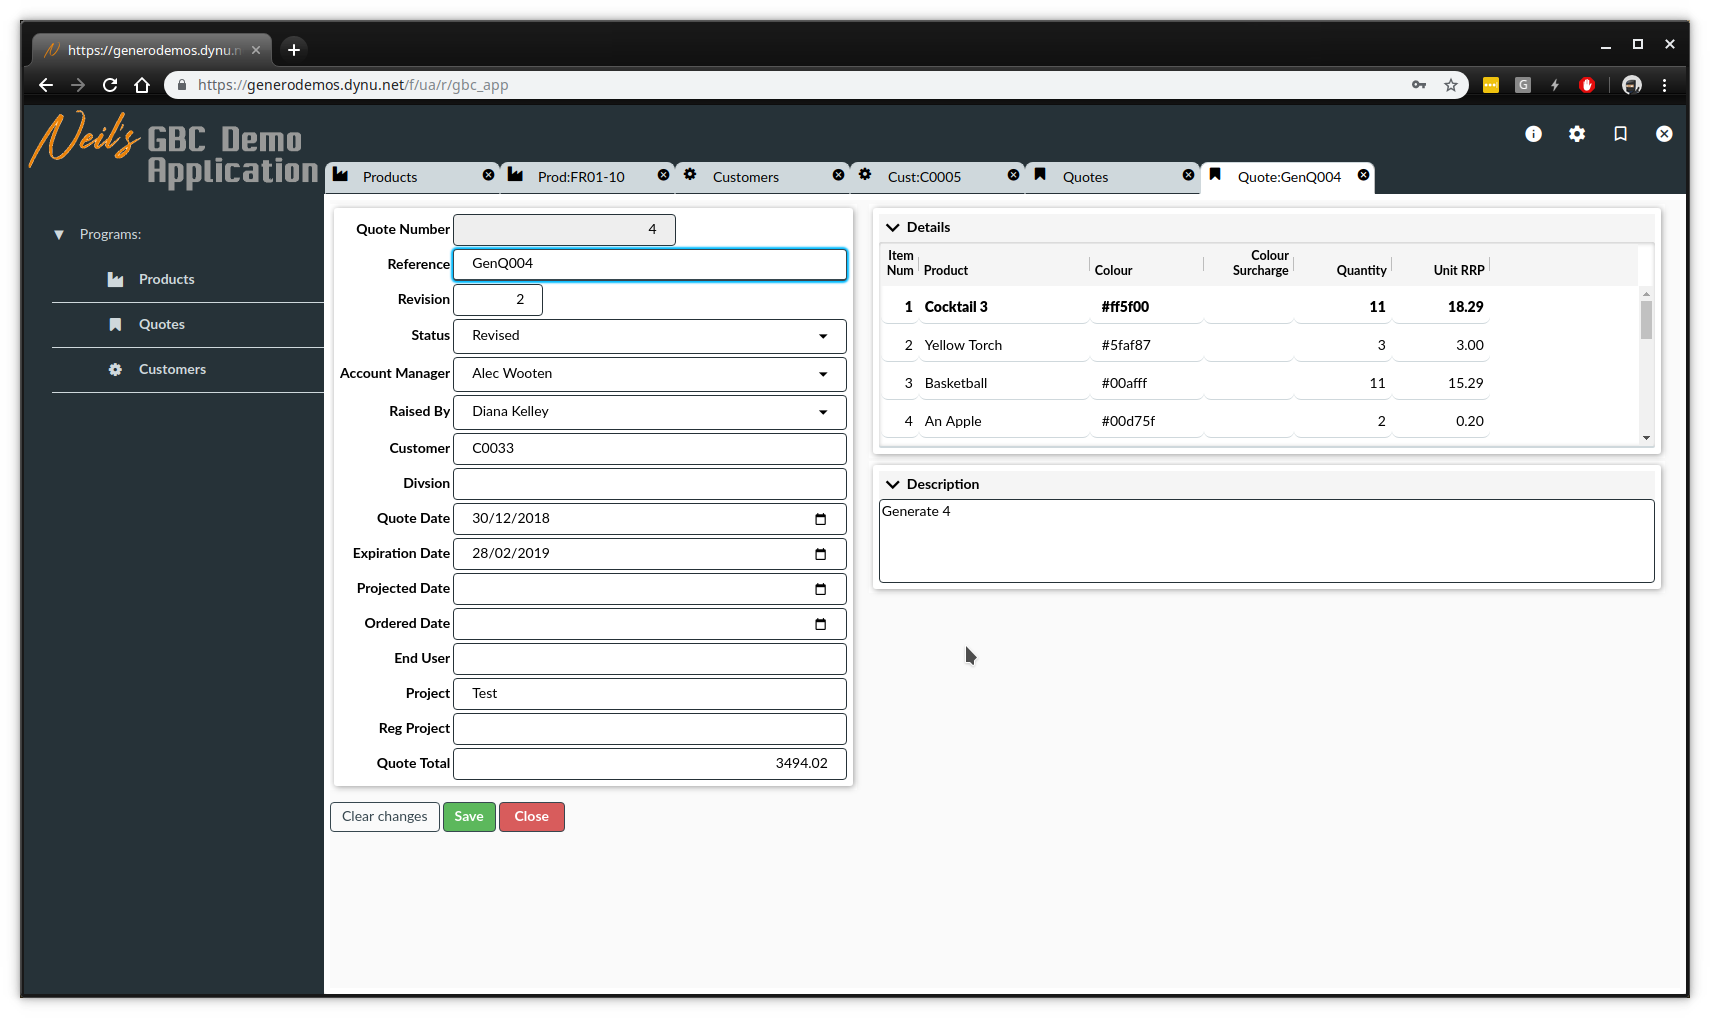 https://generodemos.dynu.n
https://generodemos.dynu.net/f/ua/r/gbc_app
Neil's GBC Demo
Application
Products
Prod:FR01-10
Customers
Cust:C0005
Quotes
Quote:GenQ004
Programs:
Products
Quotes
Customers
Quote Number 4
Reference GenQ004
Revision 2
Status Revised
Account Manager Alec Wooten
Raised By Diana Kelley
Customer C0033
Divsion
Quote Date 30/12/2018
Expiration Date 28/02/2019
Projected Date
Ordered Date
End User
Project Test
Reg Project
Quote Total 3494.02
Clear changes Save Close
Details
Item Num Product Colour Colour Surcharge Quantity Unit RRP
1 Cocktail 3 #ff5f00 11 18.29
2 Yellow Torch #5faf87 3 3.00
3 Basketball #00afff 11 15.29
4 An Apple #00d75f 2 0.20
Description
Generate 4